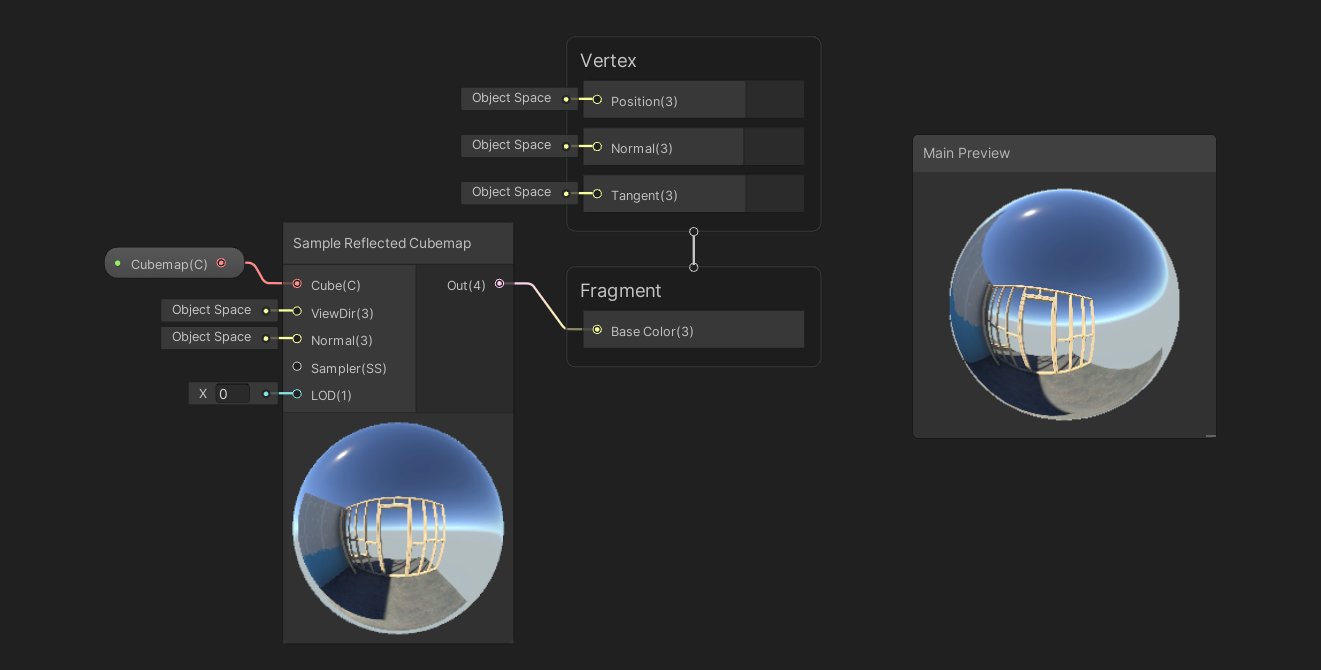 Vertex
Object Space
Position(3)
Object Space
Normal(3)
Object Space
Tangent(3)
Main Preview
Sample Reflected Cubemap
Cubemap(C)
Cube(C)
Out(4)
Object Space
ViewDir(3)
Object Space
Normal(3)
Sampler(SS)
X 0
LOD(1)
Fragment
Base Color(3)